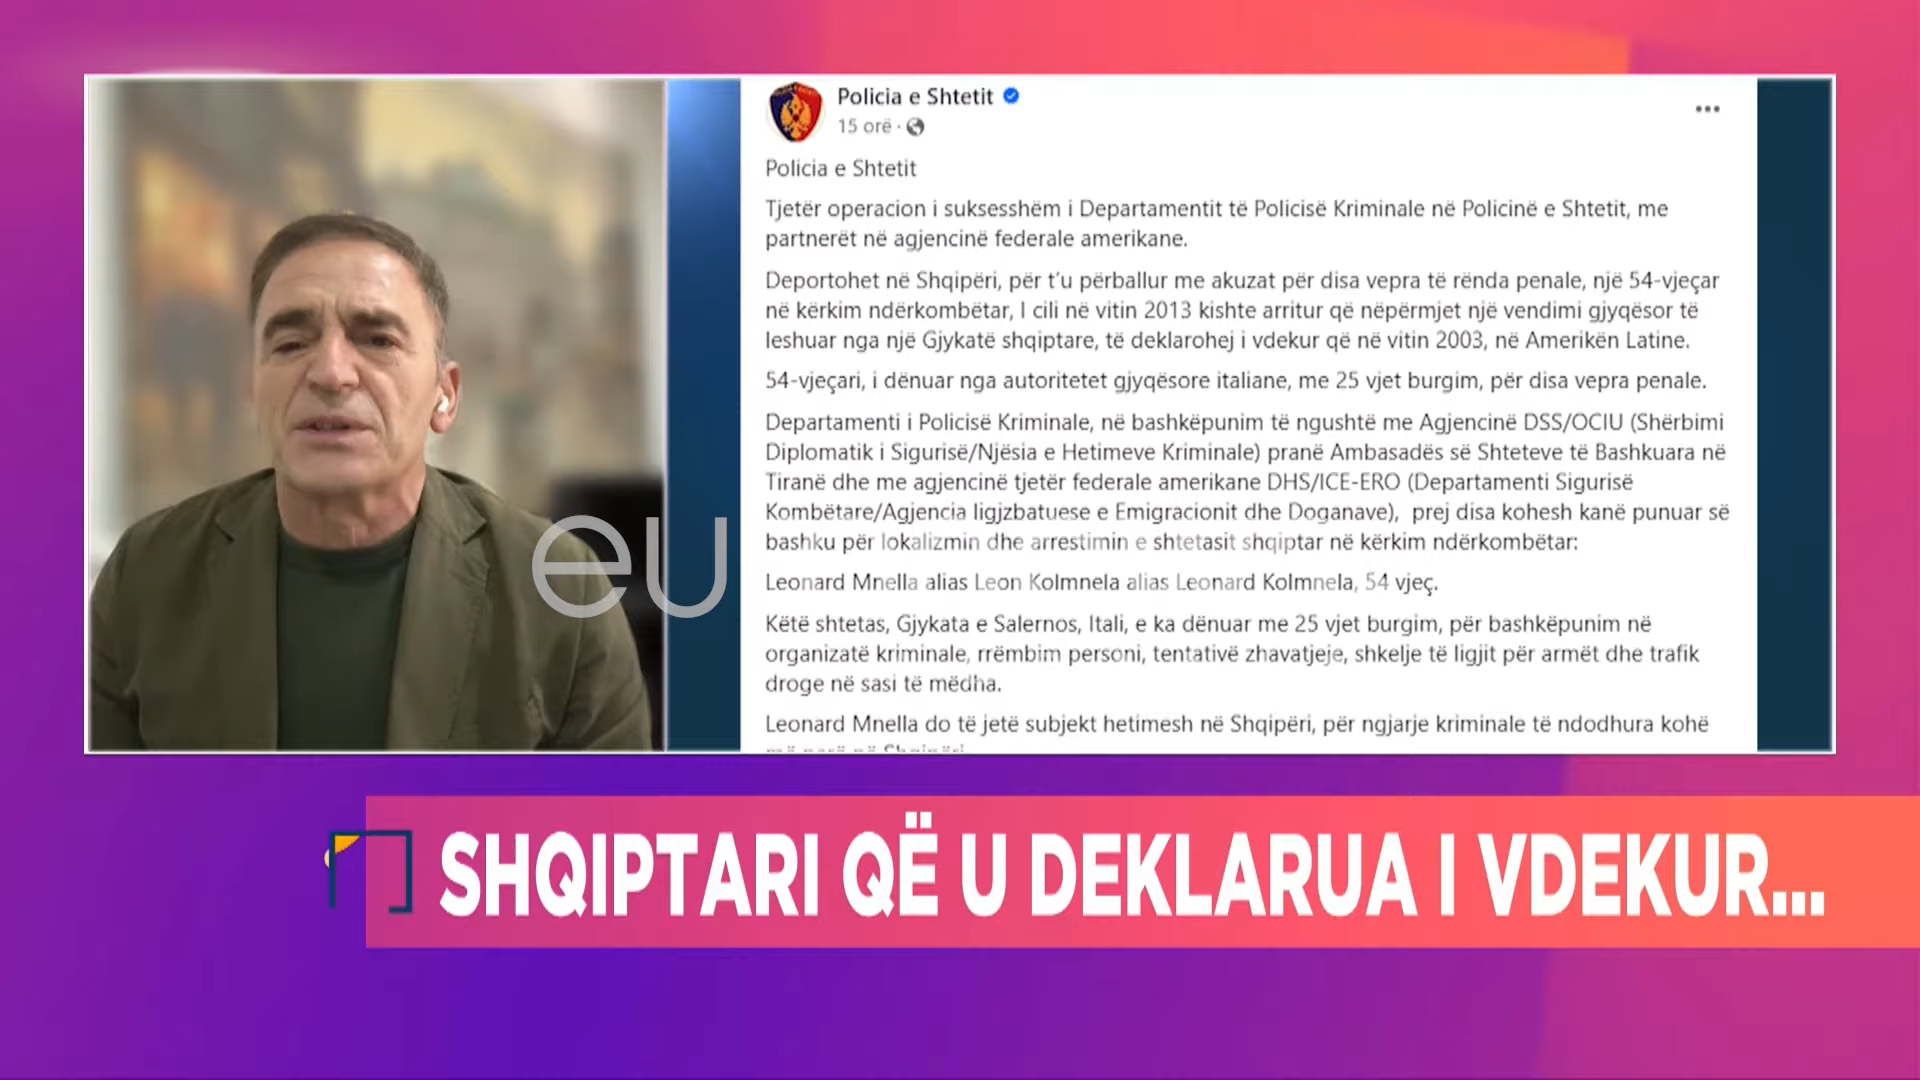 Policia e Shtetit
15 orë
Policia e Shtetit
Tjetër operacion i suksesshëm i Departamentit të Policisë Kriminale në Policinë e Shtetit, me
partnerët në agjencinë federale amerikane.
Deportohet në Shqipëri, për t'u përballur me akuzat për disa vepra të rënda penale, një 54-vjeçar
në kërkim ndërkombëtar, I cili në vitin 2013 kishte arritur që nëpërmjet një vendimi gjyqësor të
leshuar nga një Gjykatë shqiptare, të deklarohej i vdekur që në vitin 2003, në Amerikën Latine.
54-vjeçari, i dënuar nga autoritetet gjyqësore italiane, me 25 vjet burgim, për disa vepra penale.
Departamenti i Policisë Kriminale, në bashkëpunim të ngushtë me Agjencinë DSS/OCIU (Shërbimi
Diplomatik i Sigurisë/Njësia e Hetimeve Kriminale) pranë Ambasadës së Shteteve të Bashkuara në
Tiranë dhe me agjencinë tjetër federale amerikane DHS/ICE-ERO (Departamenti Sigurisë
Kombëtare/Agjencia ligjzbatuese e Emigracionit dhe Doganave), prej disa kohesh kanë punuar së
bashku për lokalizmin dhe arrestimin e shtetasit shqiptar në kërkim ndërkombëtar:
Leonard Mnella alias Leon Kolmnela alias Leonard Kolmnela, 54 vjeç.
Këtë shtetas, Gjykata e Salernos, Itali, e ka dënuar me 25 vjet burgim, për bashkëpunim në
organizatë kriminale, rrëmbim personi, tentativë zhavatjeje, shkelje të ligjit për armët dhe trafik
droge në sasi të mëdha.
Leonard Mnella do të jetë subjekt hetimesh në Shqipëri, për ngjarje kriminale të ndodhura kohë
eu
SHQIPTARI QË U DEKLARUA I VDEKUR...